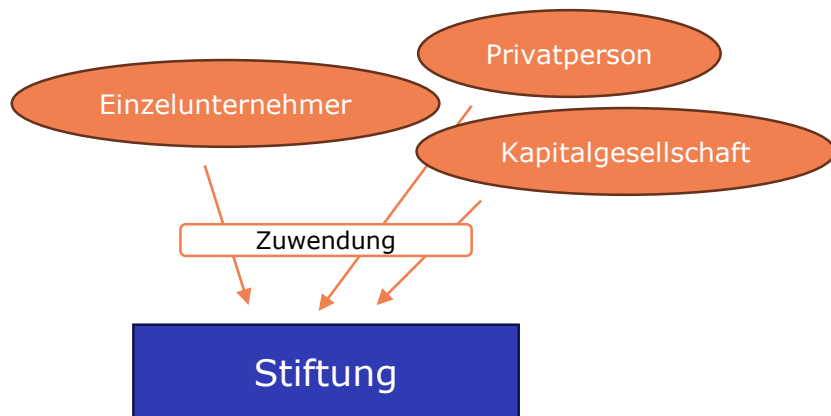 Privatperson
Einzelunternehmer
Kapitalgesellschaft
Zuwendung
Stiftung